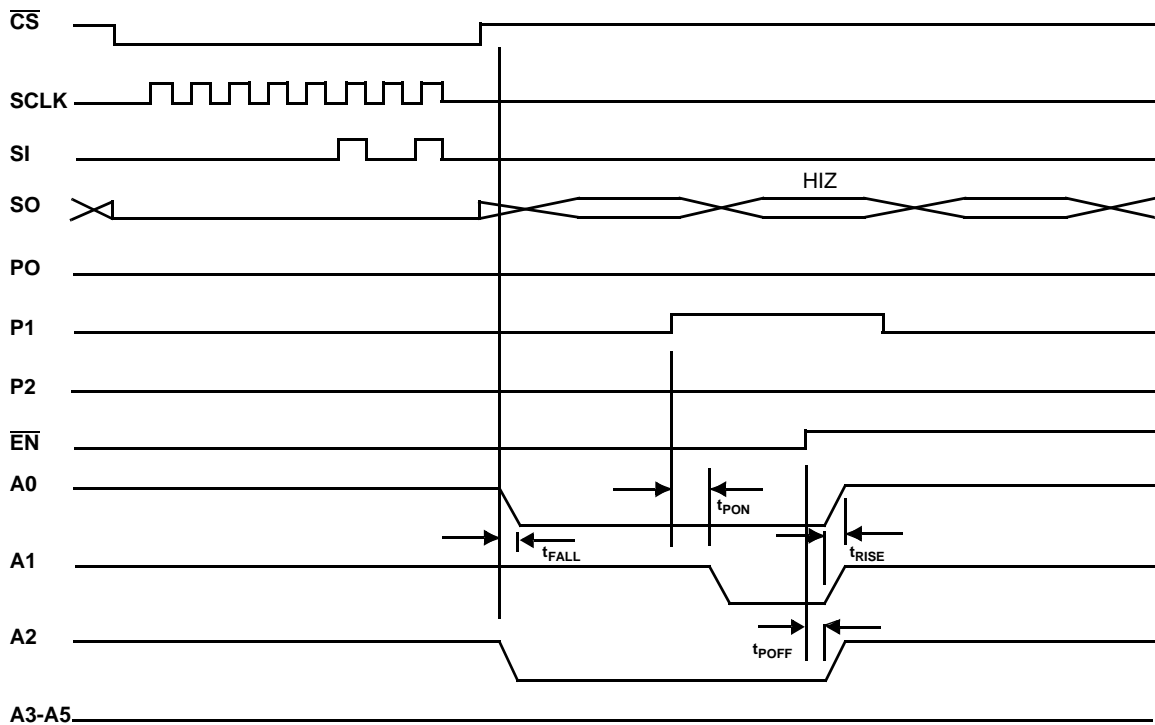 CS
SCLK
SI
SO
HIZ
PO
P1
P2
EN
A0
tPON
tFALL
tRISE
A1
A2
tPOFF
A3-A5